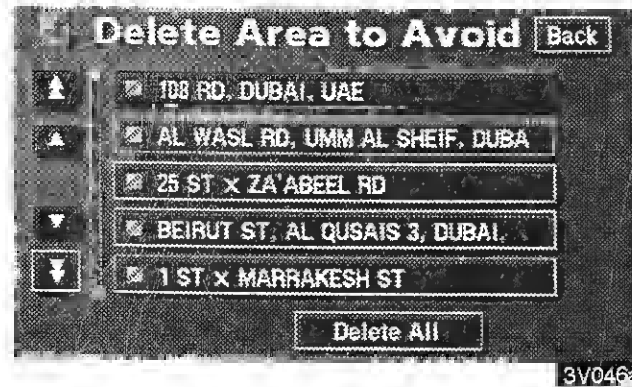 Delete Area to Avoid Back
108 RD, DUBAI, UAE
AL WASL RD, UMM AL SHEIF, DUBA
25 ST x ZA'ABEEL RD
BEIRUT ST, AL QUSAIS 3, DUBAI,
1 ST x MARRAKESH ST
Delete All
3V046a